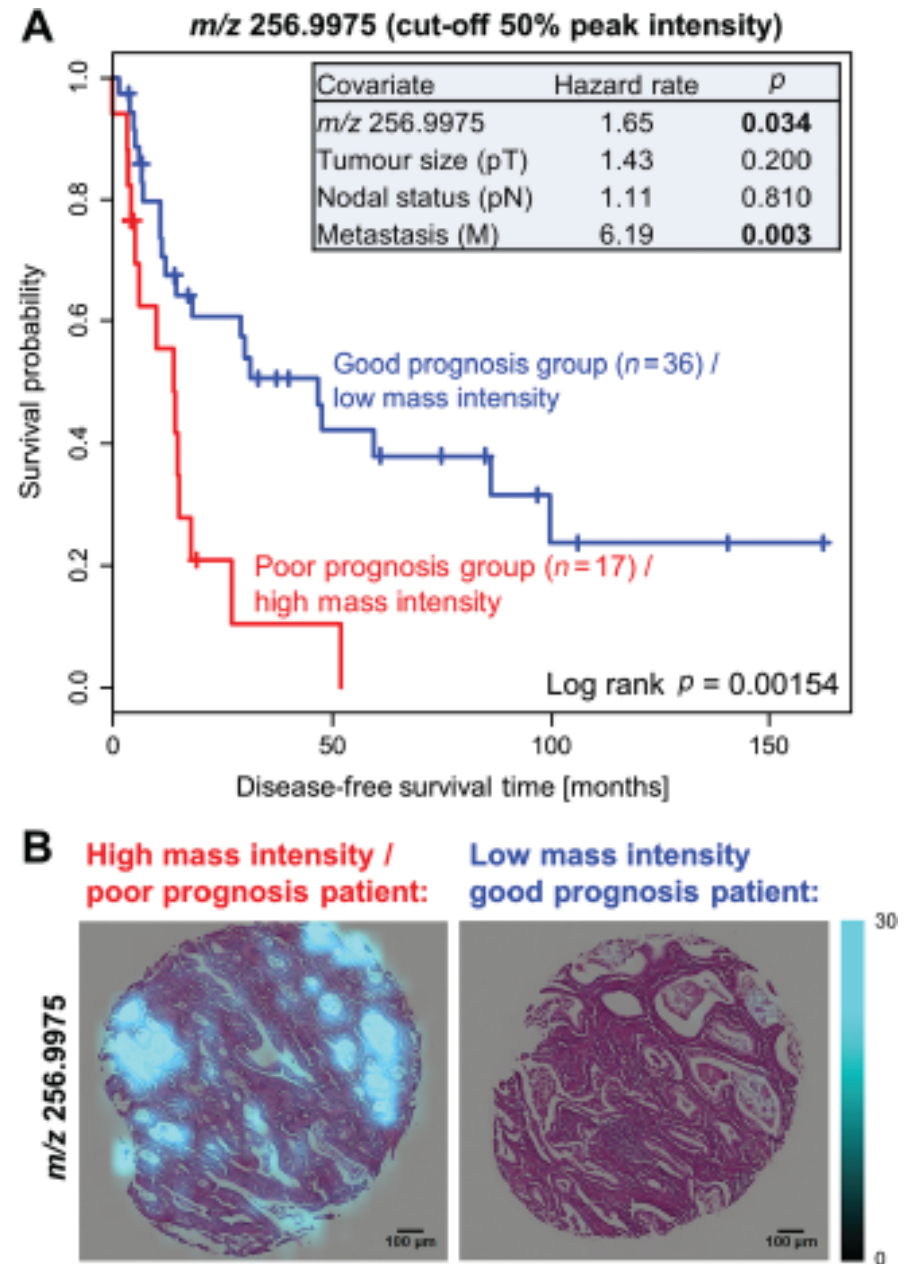 A
m/z 256.9975 (cut-off 50% peak intensity)
Covariate Hazard rate p
m/z 256.9975 1.65 0.034
Tumour size (pT) 1.43 0.200
Nodal status (pN) 1.11 0.810
Metastasis (M) 6.19 0.003
1.0
0.8
0.6
0.4
0.2
0.0
Survival probability
Good prognosis group (n=36) /
low mass intensity
Poor prognosis group (n=17) /
high mass intensity
Log rank p = 0.00154
0 50 100 150
Disease-free survival time [months]
B
High mass intensity /
poor prognosis patient:
Low mass intensity
good prognosis patient:
m/z 256.9975
100 µm
100 µm
30
0